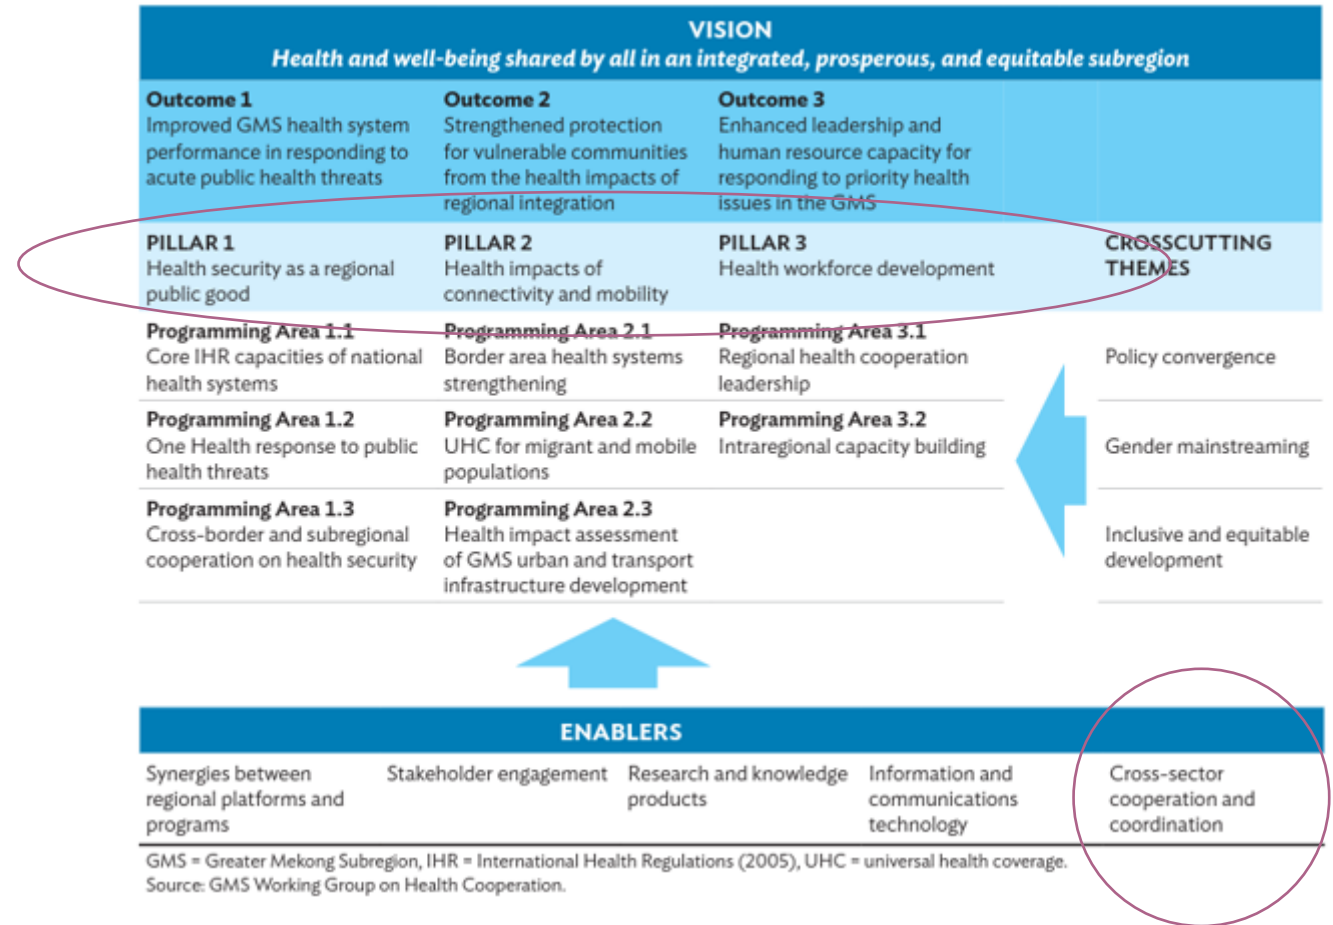 VISION
Health and well-being shared by all in an integrated, prosperous, and equitable subregion
Outcome 1
Improved GMS health system
performance in responding to
acute public health threats
Outcome 2
Strengthened protection
for vulnerable communities
from the health impacts of
regional integration
Outcome 3
Enhanced leadership and
human resource capacity for
responding to priority health
issues in the GMS
PILLAR 1
Health security as a regional
public good
PILLAR 2
Health impacts of
connectivity and mobility
PILLAR 3
Health workforce development
CROSSCUTTING
THEMES
Programming Area 1.1
Core IHR capacities of national
health systems
Programming Area 2.1
Border area health systems
strengthening
Programming Area 3.1
Regional health cooperation
leadership
Policy convergence
Programming Area 1.2
One Health response to public
health threats
Programming Area 2.2
UHC for migrant and mobile
populations
Programming Area 3.2
Intraregional capacity building
Gender mainstreaming
Programming Area 1.3
Cross-border and subregional
cooperation on health security
Programming Area 2.3
Health impact assessment
of GMS urban and transport
infrastructure development
Inclusive and equitable
development
ENABLERS
Synergies between
regional platforms and
programs
Stakeholder engagement
Research and knowledge
products
Information and
communications
technology
Cross-sector
cooperation and
coordination
GMS = Greater Mekong Subregion, IHR = International Health Regulations (2005), UHC = universal health coverage.
Source: GMS Working Group on Health Cooperation.